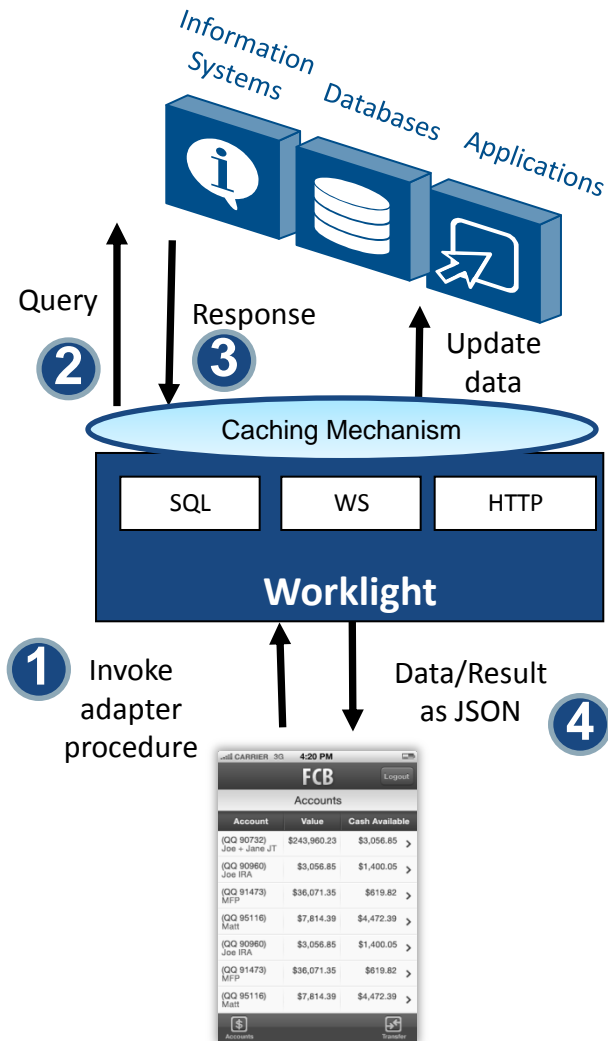 Information
Systems
Databases
Applications
Query
2
Response
3
Update
data
Caching Mechanism
SQL
WS
HTTP
Worklight
1
Invoke
adapter
procedure
Data/Result
as JSON
4
CARRIER 3G 4:20 PM
FCB
Logout
Accounts
Account Value Cash Available
(QQ 90732) $243,960.23 $3,056.85
Joe + Jane JT
(QQ 90960) $3,056.85 $1,400.05
Joe IRA
(QQ 91473) $36,071.35 $619.82
MFP
(QQ 95116) $7,814.39 $4,472.39
Matt
(QQ 90960) $3,056.85 $1,400.05
Joe IRA
(QQ 91473) $36,071.35 $619.82
MFP
(QQ 95116) $7,814.39 $4,472.39
Matt
$
Accounts Transfer